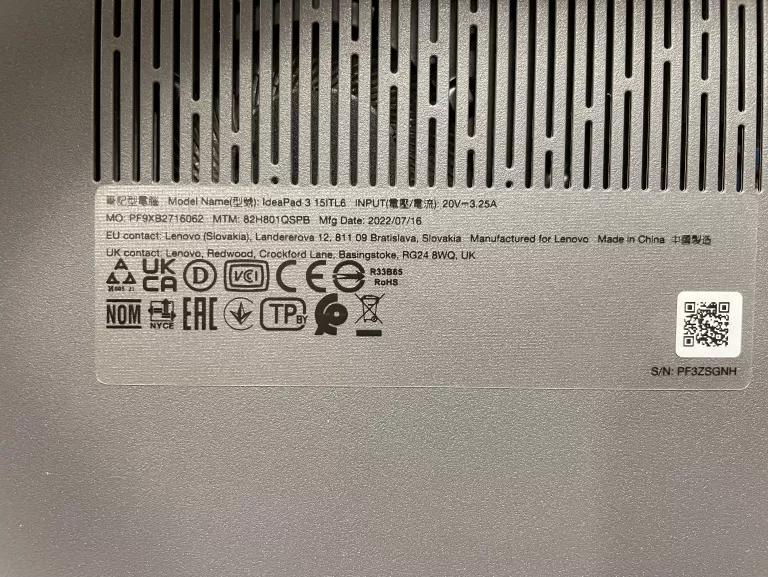 筆記型電腦 Model Name(型號): IdeaPad 3 15ITL6 INPUT(電壓/電流): 20V⎓3.25A
MO: PF9XB2716062 MTM: 82H801QSPB Mfg Date: 2022/07/16
EU contact: Lenovo (Slovakia), Landererova 12, 811 09 Bratislava, Slovakia Manufactured for Lenovo Made in China 中國製造
UK contact: Lenovo, Redwood, Crockford Lane, Basingstoke, RG24 8WQ, UK
UK CA D VCI CE R33B65
RoHS
NOM NYCE EAC TP BY
S/N: PF3ZSGNH